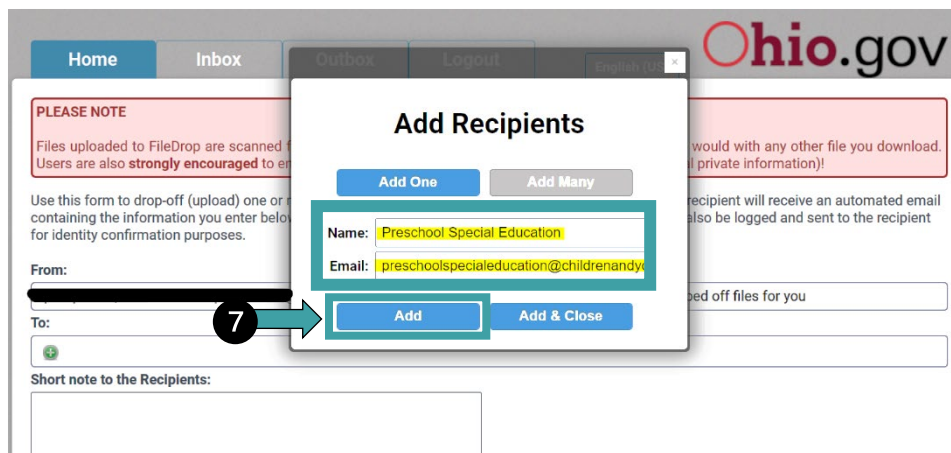 Ohio.gov
Home Inbox Outbox Logout English (US
×
PLEASE NOTE
Files uploaded to FileDrop are scanned
would with any other file you download.
Users are also strongly encouraged to
private information)!
Use this form to drop-off (upload) one or
recipient will receive an automated email
containing the information you enter
also be logged and sent to the recipient
for identity confirmation purposes.
From:
off files for you
To:
Short note to the Recipients:
Add Recipients
Add One Add Many
Name: Preschool Special Education
Email: preschoolspecialeducation@childrenandy
7
Add Add & Close